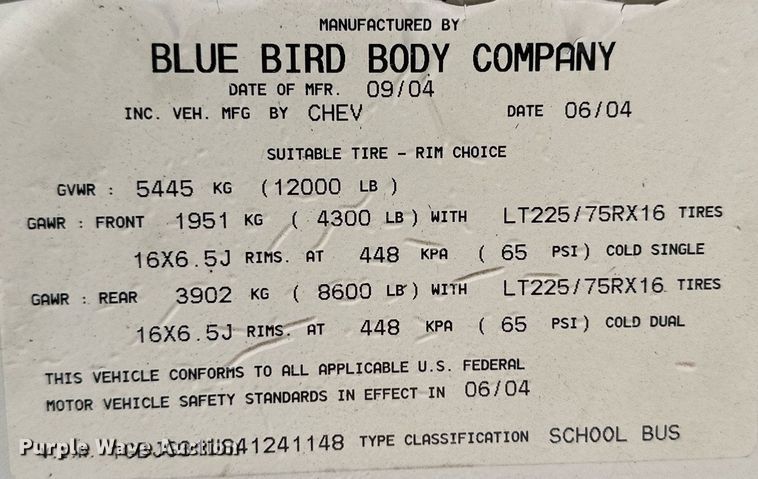 MANUFACTURED BY
BLUE BIRD BODY COMPANY
DATE OF MFR. 09/04
INC. VEH. MFG BY CHEV DATE 06/04
SUITABLE TIRE - RIM CHOICE
GVWR : 5445 KG (12000 LB )
GAWR : FRONT 1951 KG ( 4300 LB ) WITH LT225/75RX16 TIRES
16X6.5J RIMS. AT 448 KPA ( 65 PSI ) COLD SINGLE
GAWR : REAR 3902 KG ( 8600 LB ) WITH LT225/75RX16 TIRES
16X6.5J RIMS. AT 448 KPA ( 65 PSI ) COLD DUAL
THIS VEHICLE CONFORMS TO ALL APPLICABLE U.S. FEDERAL
MOTOR VEHICLE SAFETY STANDARDS IN EFFECT IN 06/04
TYPE CLASSIFICATION SCHOOL BUS
Purple Wave Auction